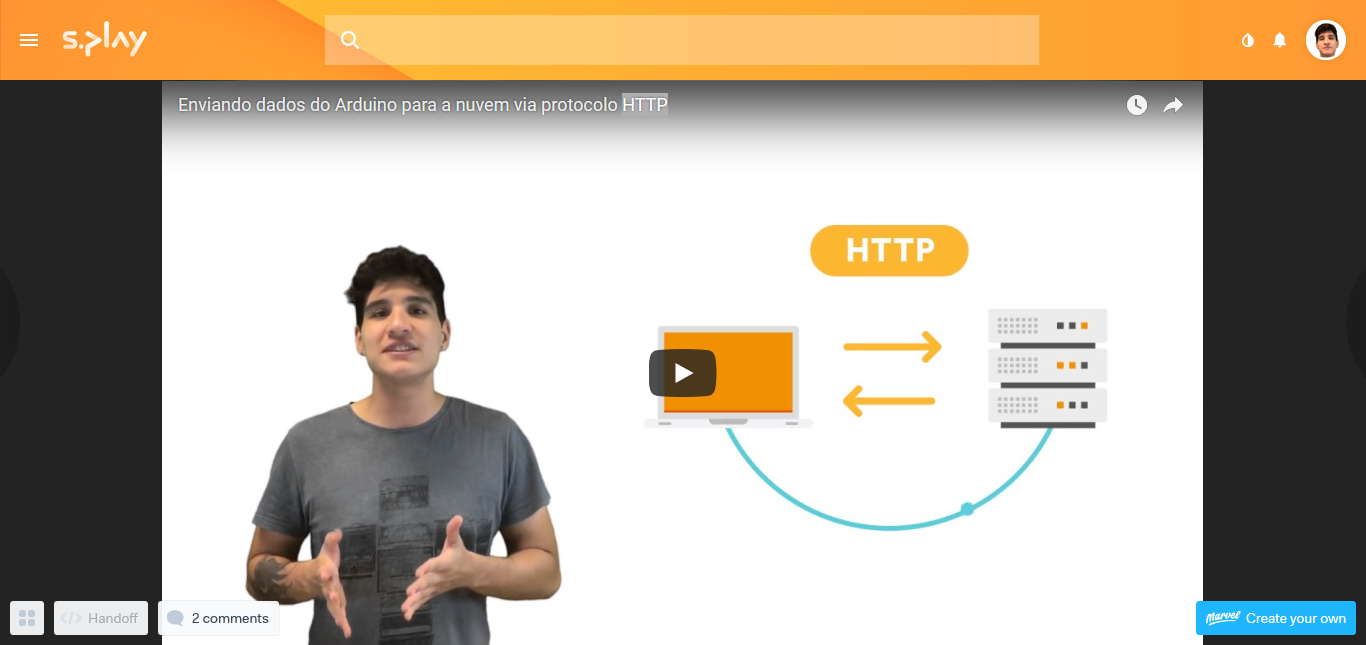 s.play
Enviando dados do Arduino para a nuvem via protocolo HTTP
HTTP
</> Handoff
2 comments
Marvel Create your own